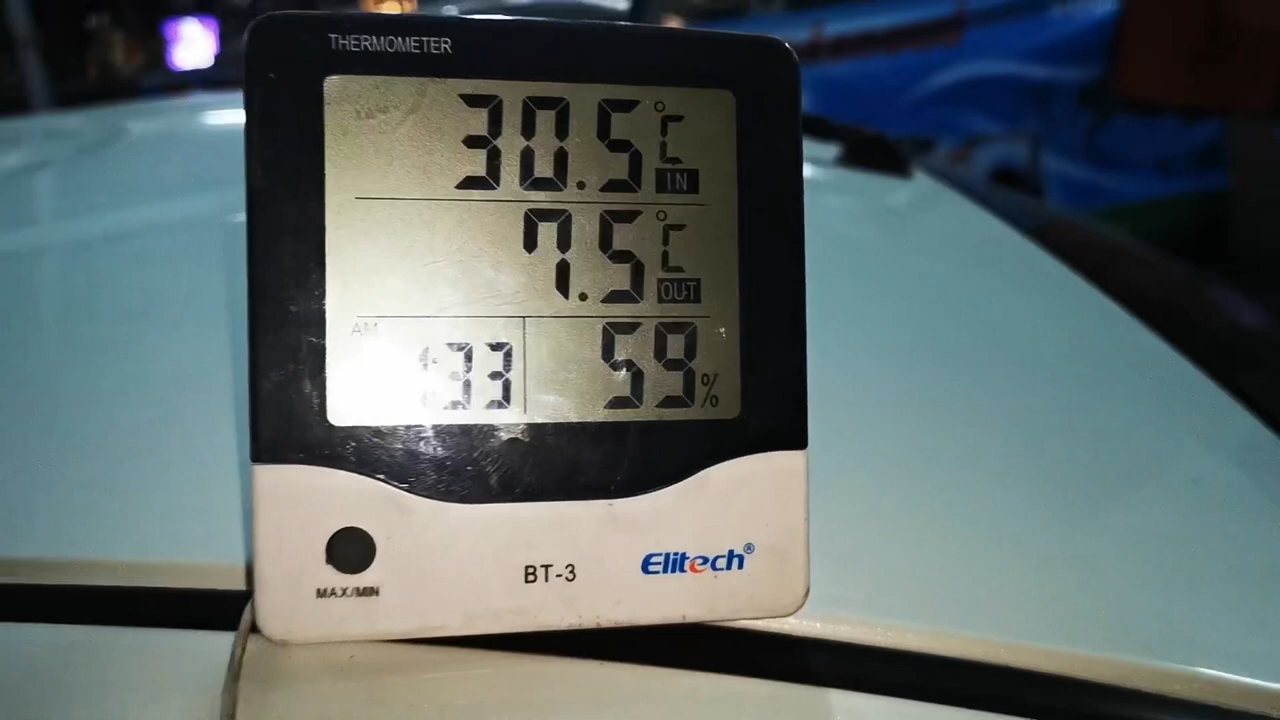 THERMOMETER
30.5 °C
IN
7.5 °C
OUT
AM
:33
59 %
MAX/MIN
BT-3
Elitech®